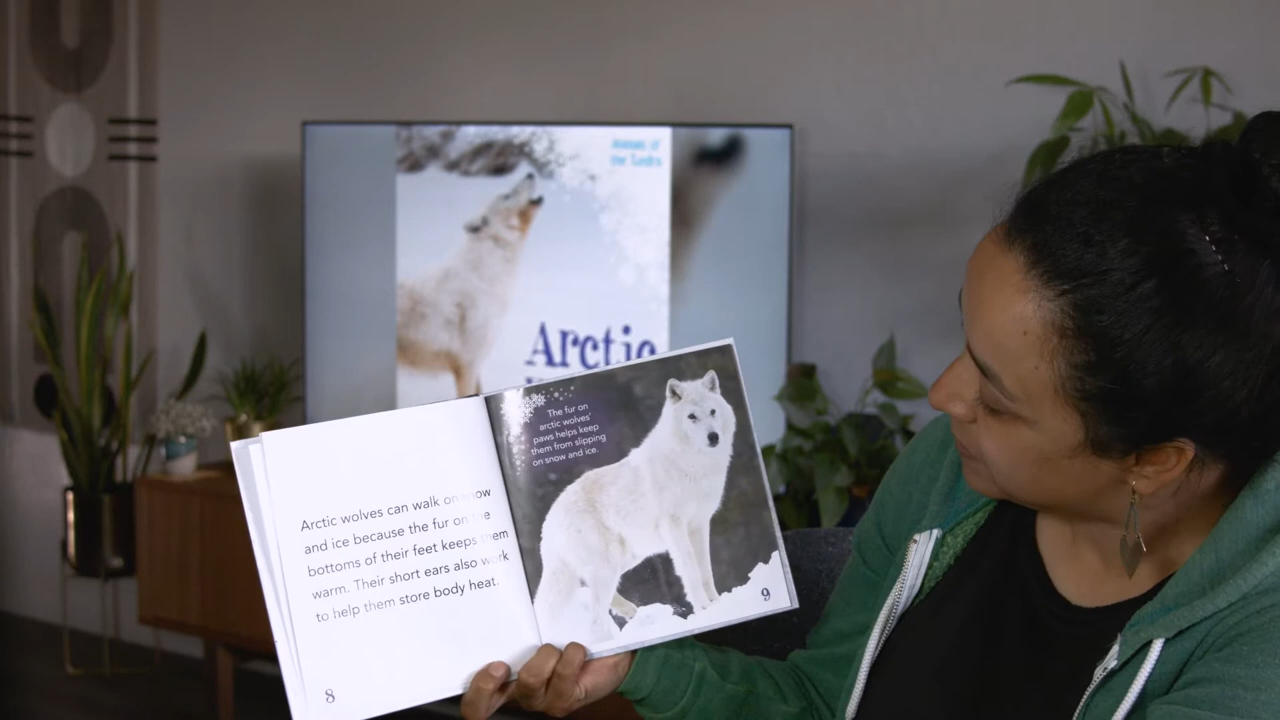 Animals of
the Tundra
Arctic
The fur on
arctic wolves'
paws helps keep
them from slipping
on snow and ice.
Arctic wolves can walk on snow
and ice because the fur on the
bottoms of their feet keeps them
warm. Their short ears also work
to help them store body heat.
8
9